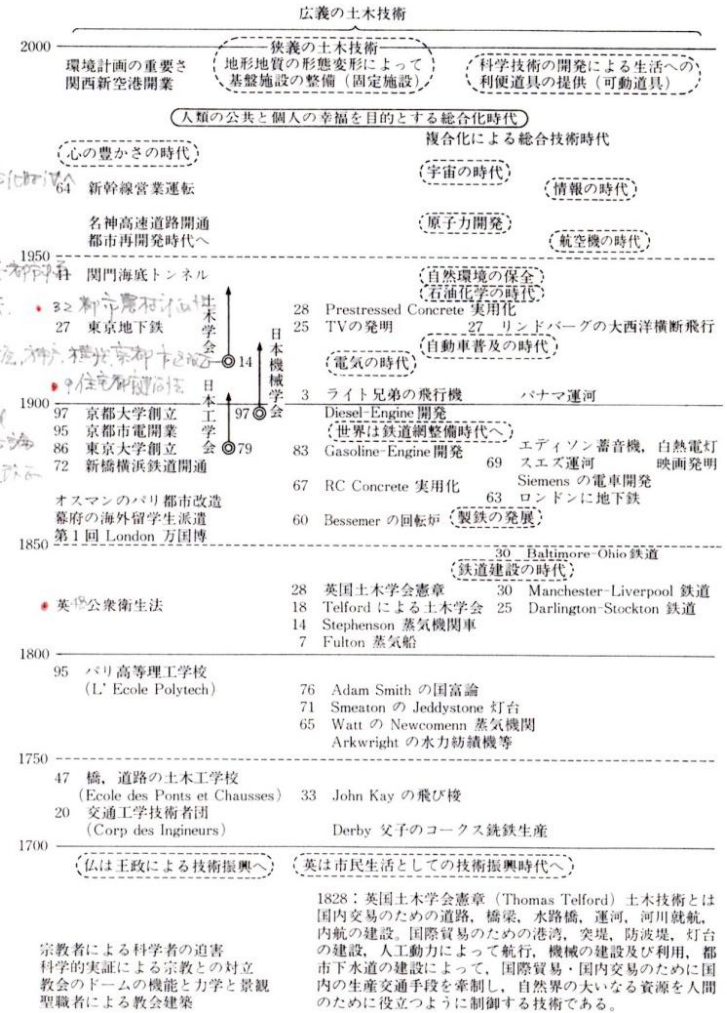 広義の土木技術
2000
狭義の土木技術
環境計画の重要さ
関西新空港開業
地形地質の形態変形によって
基盤施設の整備（固定施設）
科学技術の開発による生活への
利便道具の提供（可動道具）
人類の公共と個人の幸福を目的とする総合化時代
複合化による総合技術時代
心の豊かさの時代
宇宙の時代
64 新幹線営業運転
情報の時代
名神高速道路開通
都市再開発時代へ
原子力開発
航空機の時代
1950
関門海底トンネル
自然環境の保全
石油化学の時代
32 都市農村計画
28 Prestressed Concrete 実用化
27 東京地下鉄
25 TVの発明
27 リンドバーグの大西洋横断飛行
自動車普及の時代
土木学会
14
日本機械学会
97
電気の時代
日本工学会
79
3 ライト兄弟の飛行機
パナマ運河
1900
Diesel-Engine開発
97 京都大学創立
95 京都市電開業
世界は鉄道網整備時代へ
86 東京大学創立
83 Gasoline-Engine開発
エディソン蓄音機，白熱電灯
72 新橋横浜鉄道開通
69 スエズ運河 映画発明
67 RC Concrete 実用化
Siemens の電車開発
63 ロンドンに地下鉄
オスマンのパリ都市改造
幕府の海外留学生派遣
第1回 London 万国博
60 Bessemer の回転炉
製鉄の発展
1850
30 Baltimore-Ohio鉄道
鉄道建設の時代
28 英国土木学会憲章
30 Manchester-Liverpool 鉄道
英 公衆衛生法
18 Telford による土木学会
25 Darlington-Stockton 鉄道
14 Stephenson 蒸気機関車
7 Fulton 蒸気船
1800
95 パリ高等理工学校
(L' Ecole Polytech)
76 Adam Smith の国富論
71 Smeaton の Jeddystone 灯台
65 Watt の Newcomenn 蒸気機関
Arkwright の水力紡績機等
1750
47 橋，道路の土木工学校
(Ecole des Ponts et Chausses)
33 John Kay の飛び梭
20 交通工学技術者団
(Corp des Ingineurs)
Derby 父子のコークス銑鉄生産
1700
仏は王政による技術振興へ
英は市民生活としての技術振興時代へ
宗教者による科学者の迫害
科学的実証による宗教との対立
教会のドームの機能と力学と景観
聖職者による教会建築
1828：英国土木学会憲章（Thomas Telford）土木技術とは
国内交易のための道路，橋梁，水路橋，運河，河川就航，
内航の建設。国際貿易のための港湾，突堤，防波堤，灯台
の建設，人工動力によって航行，機械の建設及び利用，都
市下水道の建設によって，国際貿易・国内交易のために国
内の生産交通手段を牽制し，自然界の大いなる資源を人間
のために役立つように制御する技術である。